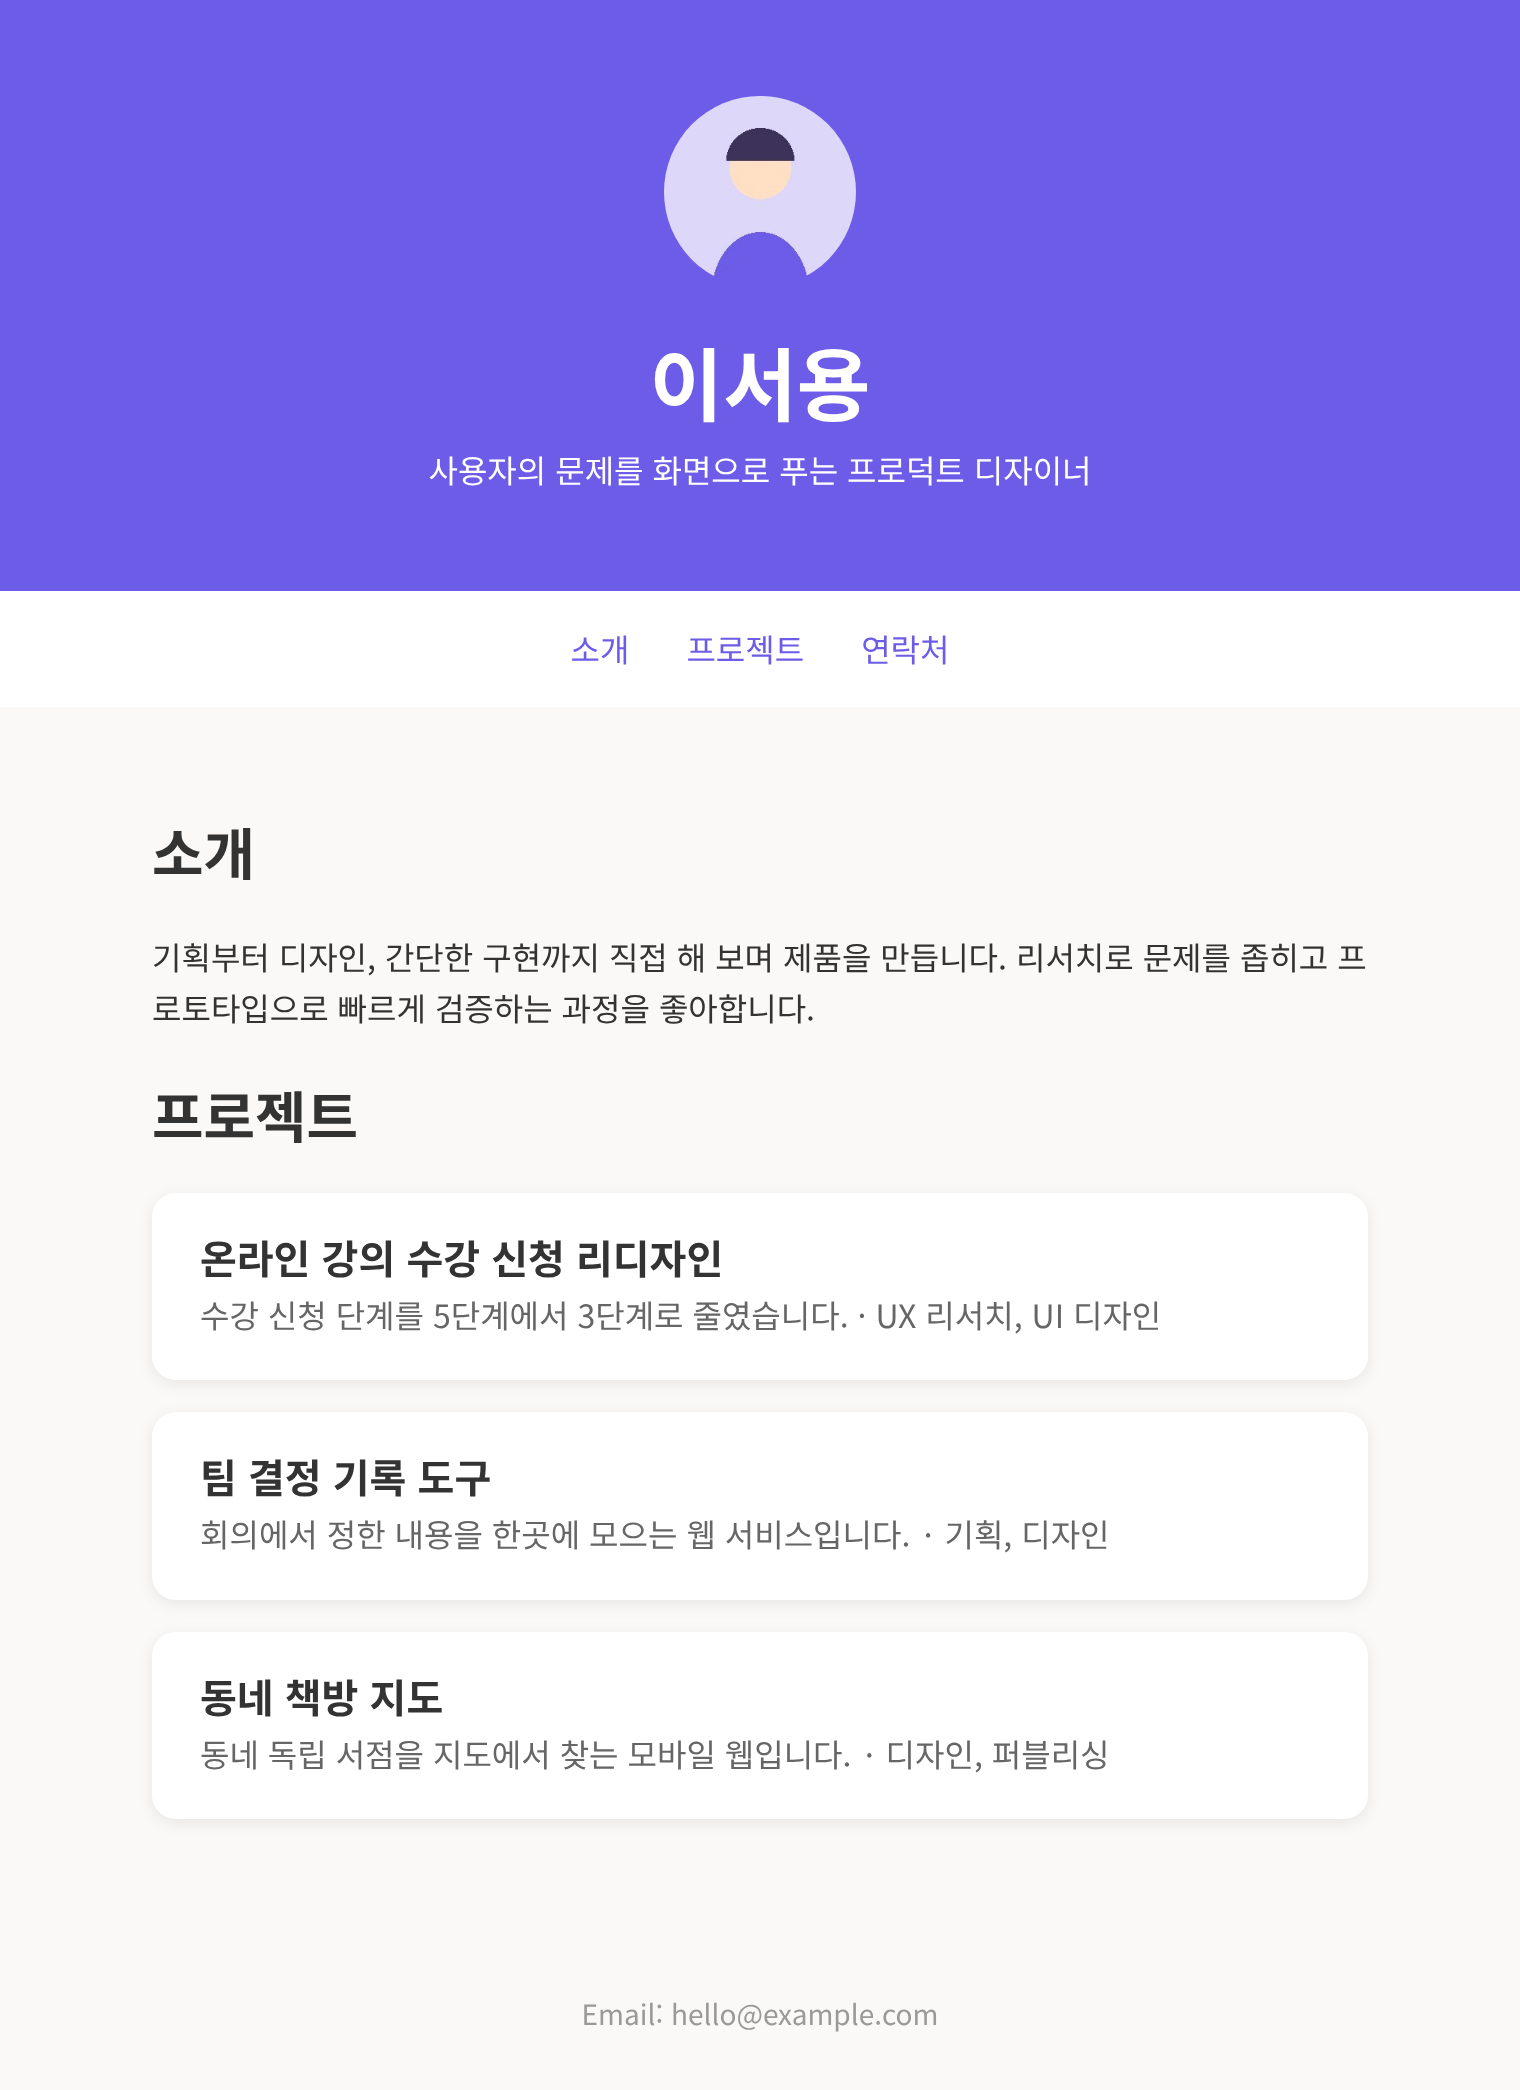 이서용
사용자의 문제를 화면으로 푸는 프로덕트 디자이너
소개 프로젝트 연락처
소개
기획부터 디자인, 간단한 구현까지 직접 해 보며 제품을 만듭니다. 리서치로 문제를 좁히고 프
로토타입으로 빠르게 검증하는 과정을 좋아합니다.
프로젝트
온라인 강의 수강 신청 리디자인
수강 신청 단계를 5단계에서 3단계로 줄였습니다. · UX 리서치, UI 디자인
팀 결정 기록 도구
회의에서 정한 내용을 한곳에 모으는 웹 서비스입니다. · 기획, 디자인
동네 책방 지도
동네 독립 서점을 지도에서 찾는 모바일 웹입니다. · 디자인, 퍼블리싱
Email: hello@example.com